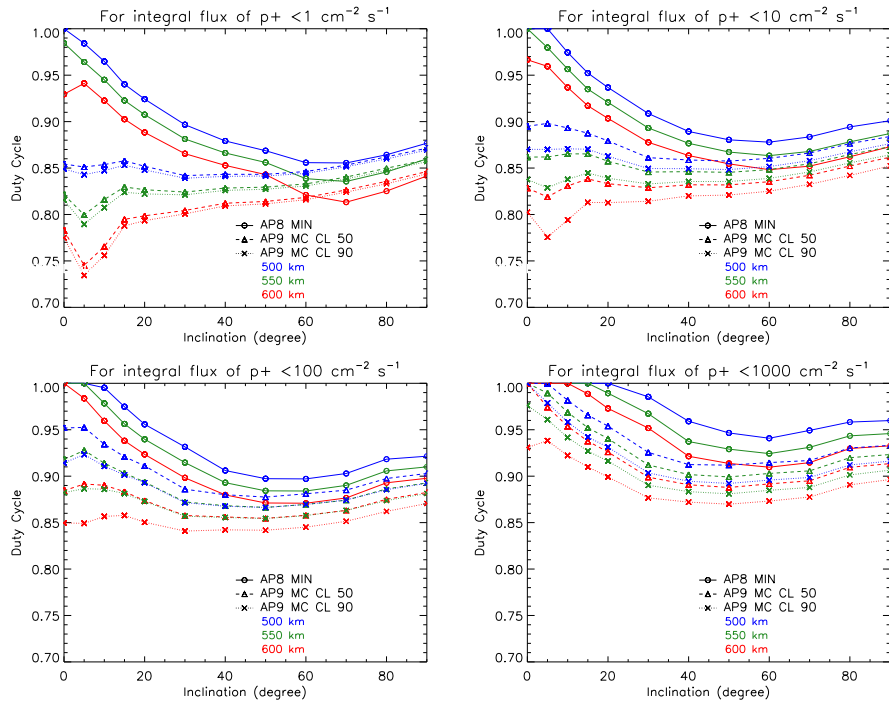 For integral flux of p+ <1 cm⁻² s⁻¹
1.00
0.95
0.90
0.85
0.80
0.75
0.70
Duty Cycle
AP8 MIN
AP9 MC CL 50
AP9 MC CL 90
500 km
550 km
600 km
0 20 40 60 80
Inclination (degree)
For integral flux of p+ <10 cm⁻² s⁻¹
1.00
0.95
0.90
0.85
0.80
0.75
0.70
Duty Cycle
AP8 MIN
AP9 MC CL 50
AP9 MC CL 90
500 km
550 km
600 km
0 20 40 60 80
Inclination (degree)
For integral flux of p+ <100 cm⁻² s⁻¹
1.00
0.95
0.90
0.85
0.80
0.75
0.70
Duty Cycle
AP8 MIN
AP9 MC CL 50
AP9 MC CL 90
500 km
550 km
600 km
0 20 40 60 80
Inclination (degree)
For integral flux of p+ <1000 cm⁻² s⁻¹
1.00
0.95
0.90
0.85
0.80
0.75
0.70
Duty Cycle
AP8 MIN
AP9 MC CL 50
AP9 MC CL 90
500 km
550 km
600 km
0 20 40 60 80
Inclination (degree)